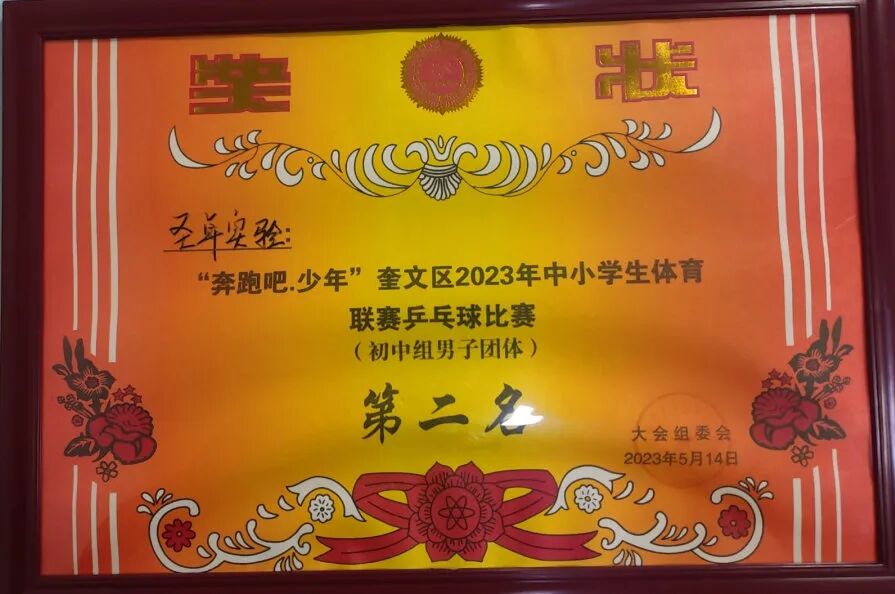 奖状
圣卓实验:
“奔跑吧.少年”奎文区2023年中小学生体育
联赛乒乓球比赛
（初中组男子团体）
第二名
大会组委会
2023年5月14日